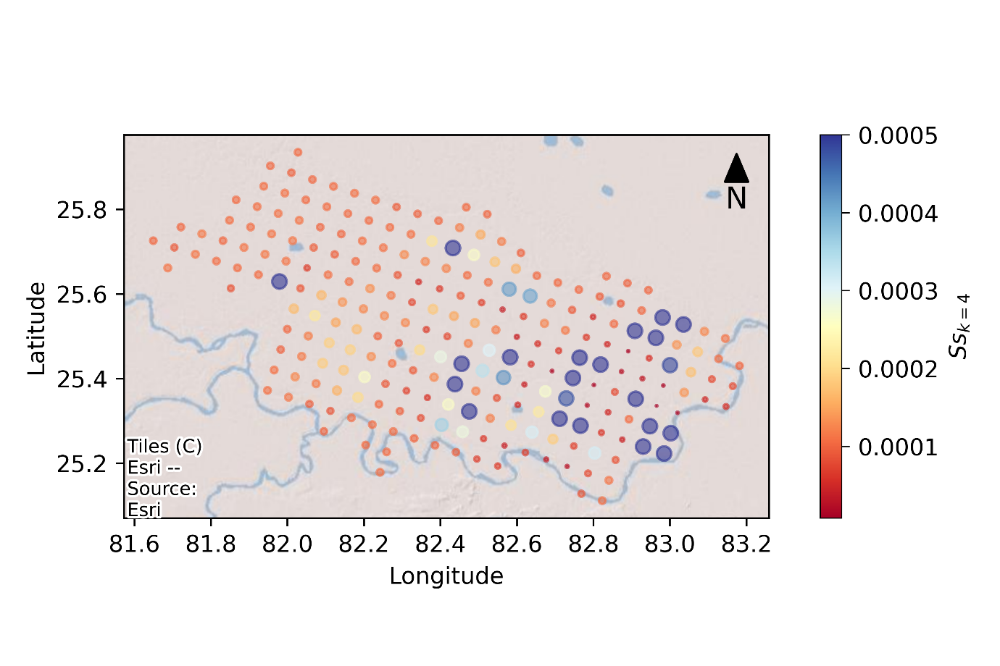 N
25.8
25.6
25.4
25.2
Latitude
Tiles (C)
Esri --
Source:
Esri
81.6 81.8 82.0 82.2 82.4 82.6 82.8 83.0 83.2
Longitude
0.0005
0.0004
0.0003
0.0002
0.0001
Ss_{k=4}